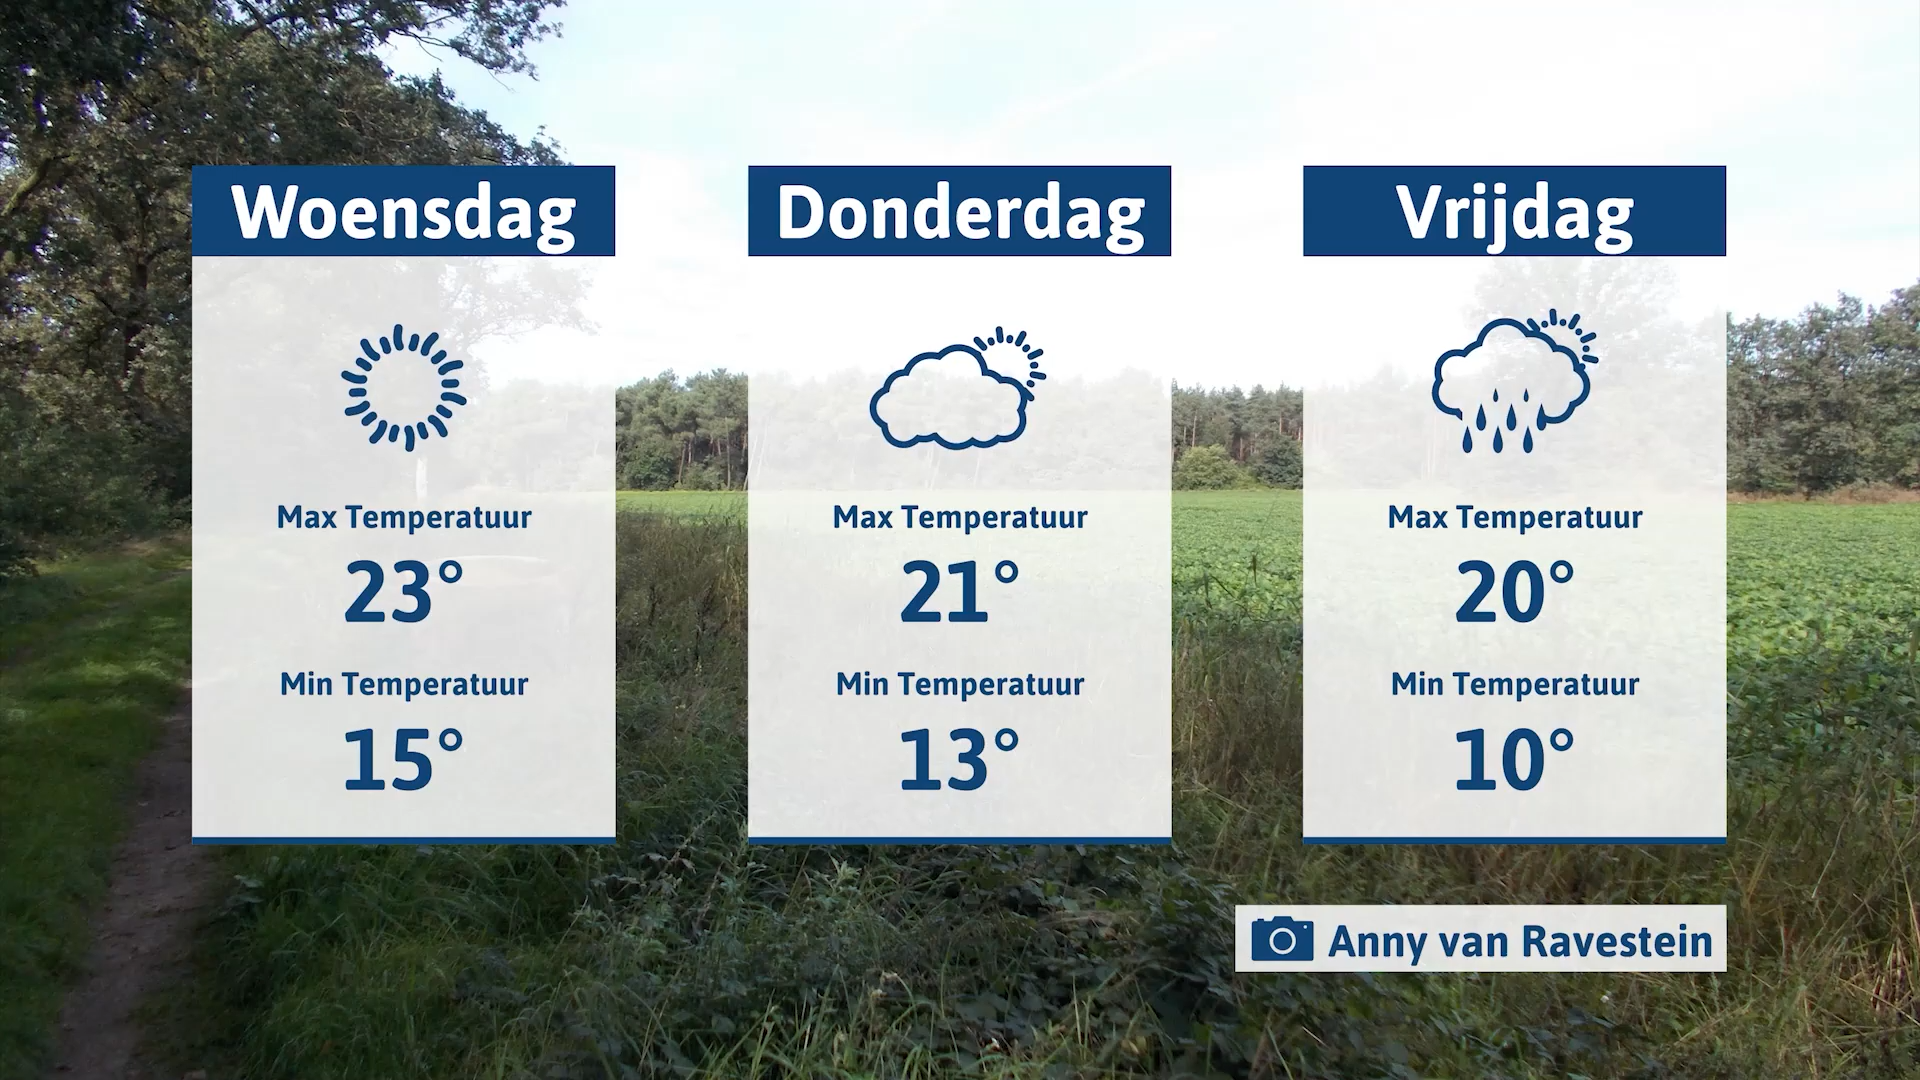 Woensdag
Max Temperatuur
23°
Min Temperatuur
15°
Donderdag
Max Temperatuur
21°
Min Temperatuur
13°
Vrijdag
Max Temperatuur
20°
Min Temperatuur
10°
Anny van Ravestein